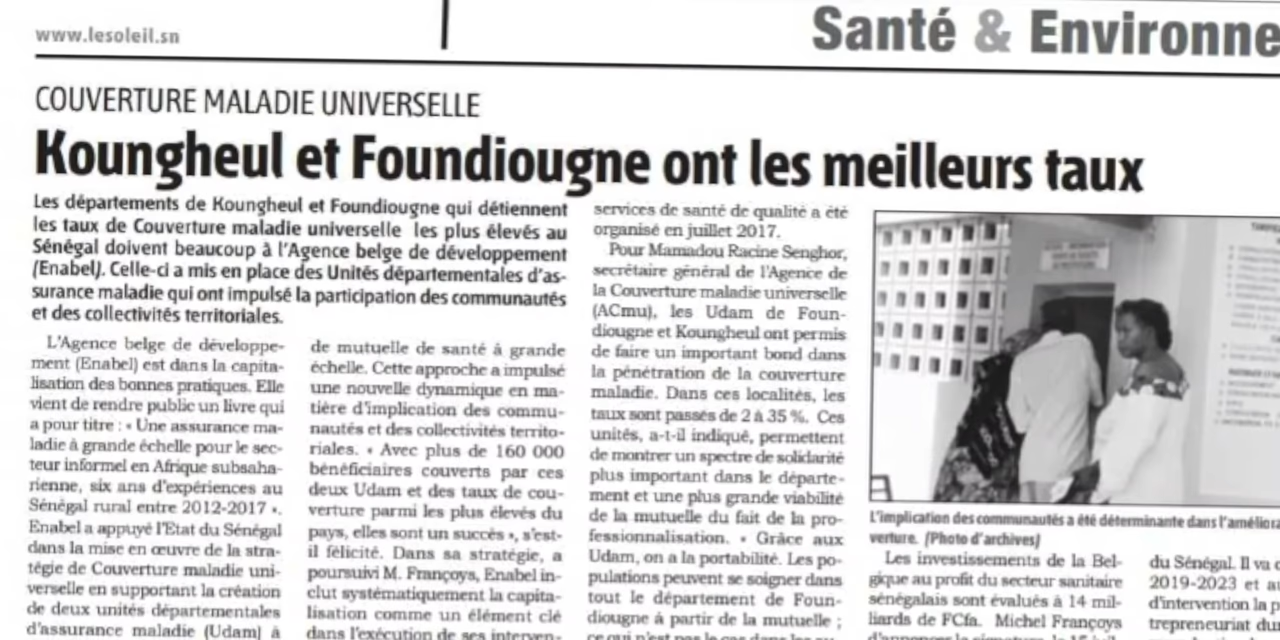 www.lesoleil.sn
Santé & Environne
COUVERTURE MALADIE UNIVERSELLE
Koungheul et Foundiougne ont les meilleurs taux
Les départements de Koungheul et Foundiougne qui détiennent
les taux de Couverture maladie universelle les plus élevés au
Sénégal doivent beaucoup à l'Agence belge de développement
(Enabel). Celle-ci a mis en place des Unités départementales d'as-
surance maladie qui ont impulsé la participation des communautés
et des collectivités territoriales.
L'Agence belge de développe-
ment (Enabel) est dans la capita-
lisation des bonnes pratiques. Elle
vient de rendre public un livre qui
a pour titre : « Une assurance ma-
ladie à grande échelle pour le sec-
teur informel en Afrique subsaha-
rienne, six ans d'expériences au
Sénégal rural entre 2012-2017 ».
Enabel a appuyé l'Etat du Sénégal
dans la mise en œuvre de la stra-
tégie de Couverture maladie uni-
verselle en supportant la création
de deux unités départementales
d'assurance maladie (Udam) à
de mutuelle de santé à grande
échelle. Cette approche a impulsé
une nouvelle dynamique en ma-
tière d'implication des commu-
nautés et des collectivités territo-
riales. « Avec plus de 160 000
bénéficiaires couverts par ces
deux Udam et des taux de cou-
verture parmi les plus élevés du
pays, elles sont un succès », s'est-
il félicité. Dans sa stratégie, a
poursuivi M. Françoys, Enabel in-
clut systématiquement la capita-
lisation comme un élément clé
dans l'exécution de ses interven-
services de santé de qualité a été
organisé en juillet 2017.
Pour Mamadou Racine Senghor,
secrétaire général de l'Agence de
la Couverture maladie universelle
(ACmu), les Udam de Foun-
diougne et Koungheul ont permis
de faire un important bond dans
la pénétration de la couverture
maladie. Dans ces localités, les
taux sont passés de 2 à 35 %. Ces
unités, a-t-il indiqué, permettent
de montrer un spectre de solidarité
plus important dans le départe-
ment et une plus grande viabilité
de la mutuelle du fait de la pro-
fessionnalisation. « Grâce aux
Udam, on a la portabilité. Les po-
pulations peuvent se soigner dans
tout le département de Foun-
diougne à partir de la mutuelle ;
ce qui n'est pas le cas dans les
L'implication des communautés a été déterminante dans l'améliora
verture. (Photo d'archives)
Les investissements de la Bel-
gique au profit du secteur sanitaire
sénégalais sont évalués à 14 mil-
liards de FCfa. Michel Françoys
du Sénégal. Il va
2019-2023 et
d'intervention la
trepreneuriat du